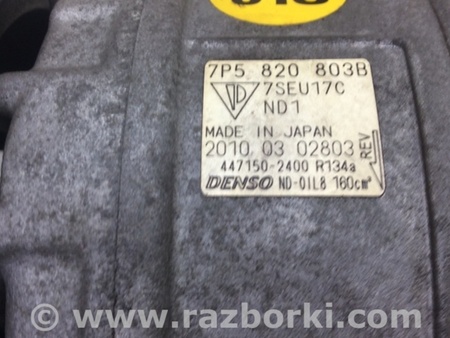 7P5 820 803B
7SEU17C
ND1
MADE IN JAPAN
2010 03 02803
REV
447150-2400 R134a
DENSO ND-OIL8 160cm³
www.razborki.com